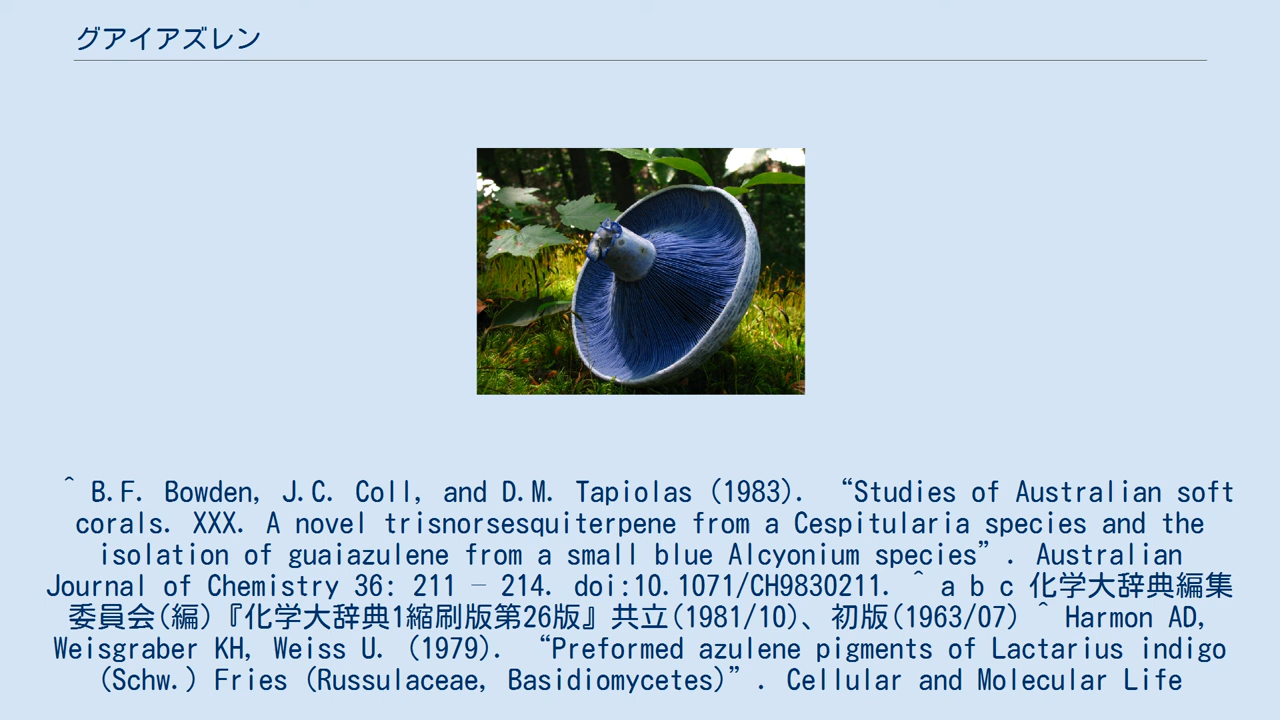 グアイアズレン
^ B.F. Bowden, J.C. Coll, and D.M. Tapiolas (1983). “Studies of Australian soft
corals. XXX. A novel trisnorsesquiterpene from a Cespitularia species and the
isolation of guaiazulene from a small blue Alcyonium species”. Australian
Journal of Chemistry 36: 211 – 214. doi:10.1071/CH9830211. ^ a b c 化学大辞典編集
委員会(編)『化学大辞典1縮刷版第26版』共立(1981/10)、初版(1963/07) ^ Harmon AD,
Weisgraber KH, Weiss U. (1979). “Preformed azulene pigments of Lactarius indigo
(Schw.) Fries (Russulaceae, Basidiomycetes)”. Cellular and Molecular Life